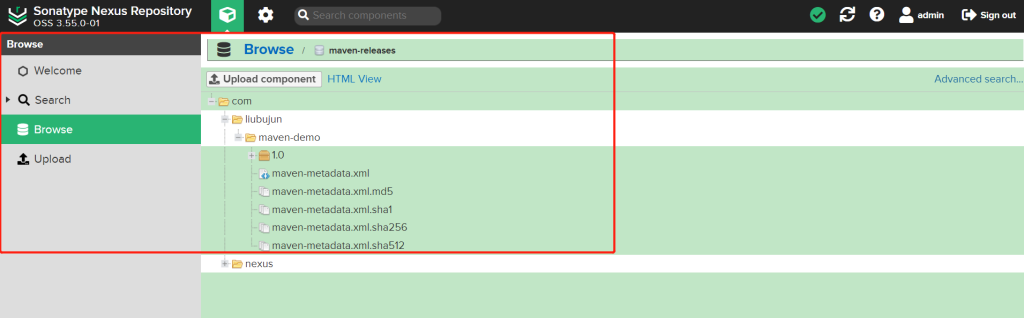 Sonatype Nexus Repository
OSS 3.55.0-01
Search components
admin
Sign out
Browse
Welcome
Search
Browse
Upload
Browse / maven-releases
Upload component
HTML View
Advanced search...
com
liubujun
maven-demo
1.0
maven-metadata.xml
maven-metadata.xml.md5
maven-metadata.xml.sha1
maven-metadata.xml.sha256
maven-metadata.xml.sha512
nexus